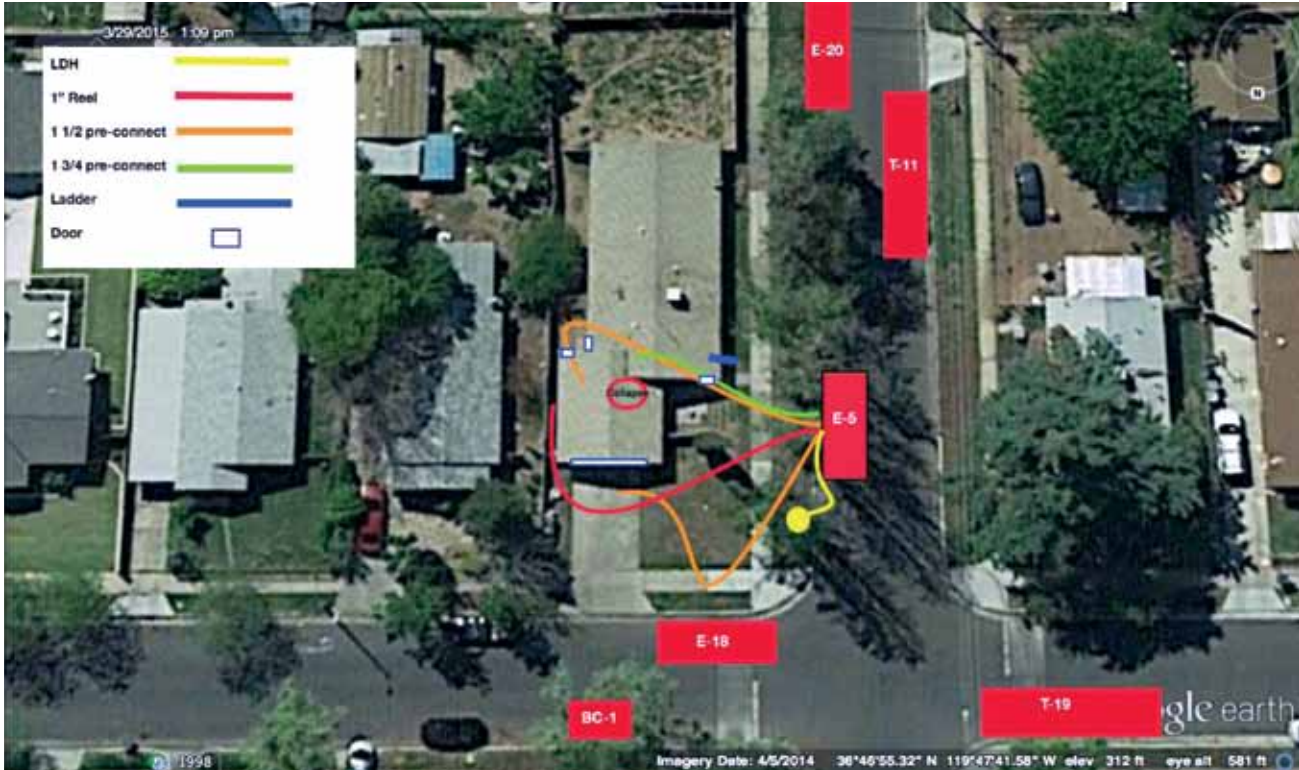 3/29/2015 1:09 pm
LDH
1" Reel
1 1/2 pre-connect
1 3/4 pre-connect
Ladder
Door
E-20
N
T-11
Collapse
E-5
E-18
BC-1
T-19
gle earth
1998
Imagery Date: 4/5/2014 36°46'55.32" N 119°47'41.58" W elev 312 ft eye alt 581 ft